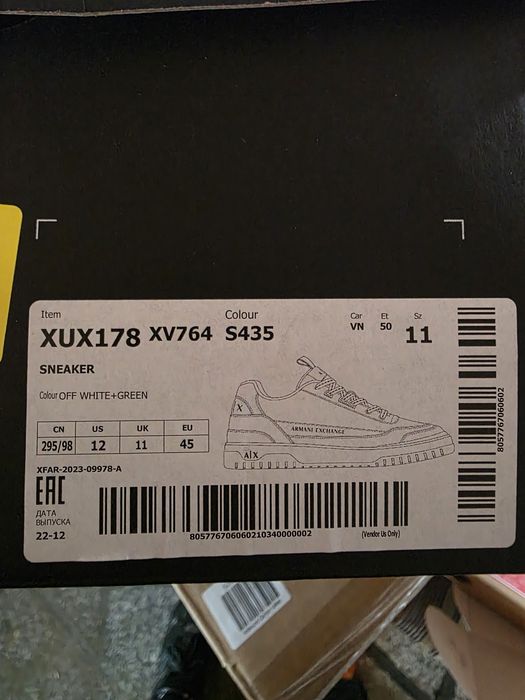 Item Colour Car Et Sz
XUX178 XV764 S435 VN 50 11
SNEAKER
Colour OFF WHITE+GREEN
CN US UK EU
295/98 12 11 45
X
ARMANI EXCHANGE
A|X
XFAR-2023-09978-A
EAC
ДАТА
ВЫПУСКА
22-12
805776706060210340000002
(Vendor Us Only)
8057767060602